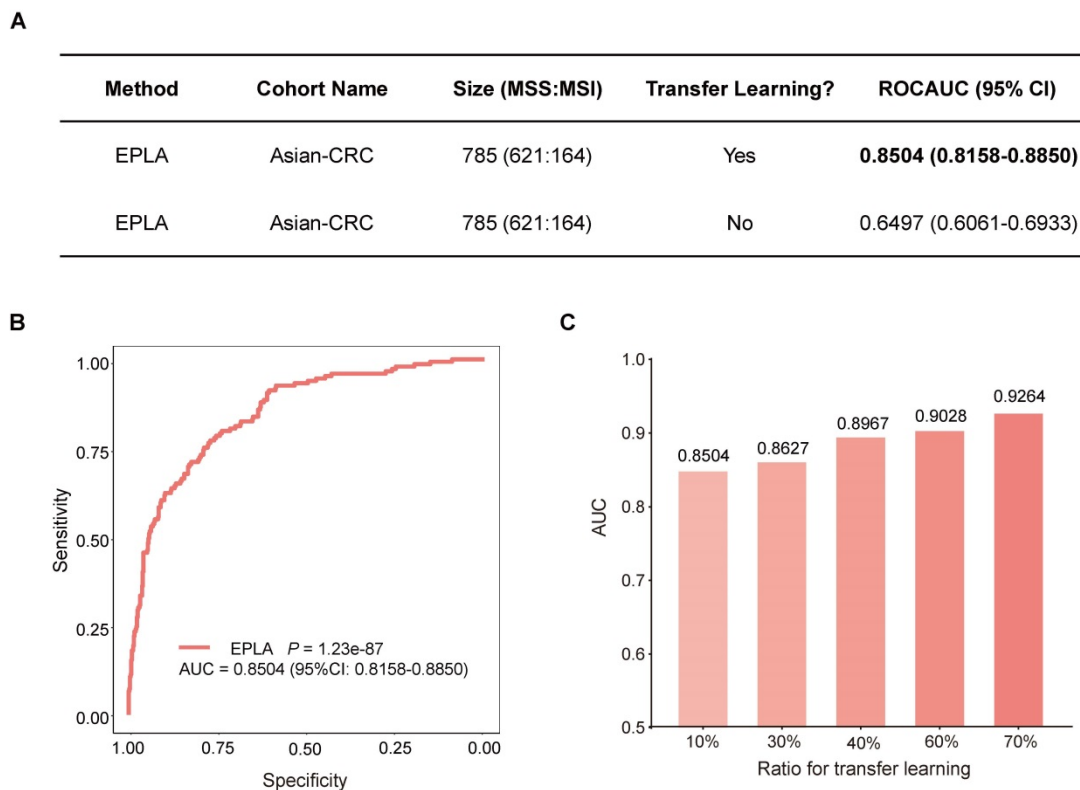 A
Method Cohort Name Size (MSS:MSI) Transfer Learning? ROCAUC (95% CI)
EPLA Asian-CRC 785 (621:164) Yes 0.8504 (0.8158-0.8850)
EPLA Asian-CRC 785 (621:164) No 0.6497 (0.6061-0.6933)
B
1.00
0.75
0.50
0.25
0.00
Sensitivity
EPLA P = 1.23e-87
AUC = 0.8504 (95%CI: 0.8158-0.8850)
1.00 0.75 0.50 0.25 0.00
Specificity
C
1.0
0.9
0.8
0.7
0.6
0.5
AUC
0.8504 0.8627 0.8967 0.9028 0.9264
10% 30% 40% 60% 70%
Ratio for transfer learning